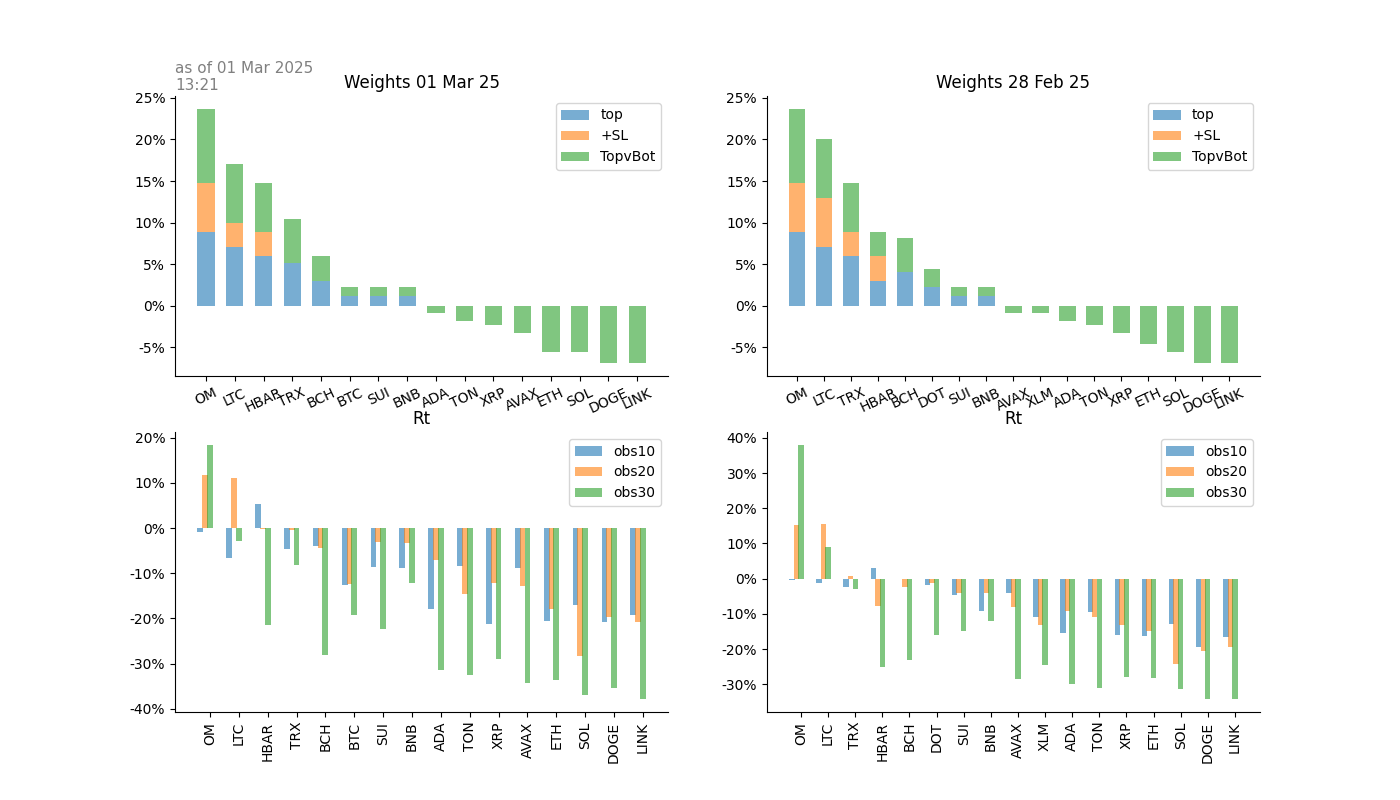 as of 01 Mar 2025
13:21
Weights 01 Mar 25
25%
20%
15%
10%
5%
0%
-5%
top
+SL
TopvBot
OM LTC HBAR TRX BCH BTC SUI BNB ADA TON XRP AVAX ETH SOL DOGE LINK
Weights 28 Feb 25
25%
20%
15%
10%
5%
0%
-5%
top
+SL
TopvBot
OM LTC TRX HBAR BCH DOT SUI BNB AVAX XLM ADA TON XRP ETH SOL DOGE LINK
Rt
20%
10%
0%
-10%
-20%
-30%
-40%
obs10
obs20
obs30
OM LTC HBAR TRX BCH BTC SUI BNB ADA TON XRP AVAX ETH SOL DOGE LINK
Rt
40%
30%
20%
10%
0%
-10%
-20%
-30%
obs10
obs20
obs30
OM LTC TRX HBAR BCH DOT SUI BNB AVAX XLM ADA TON XRP ETH SOL DOGE LINK